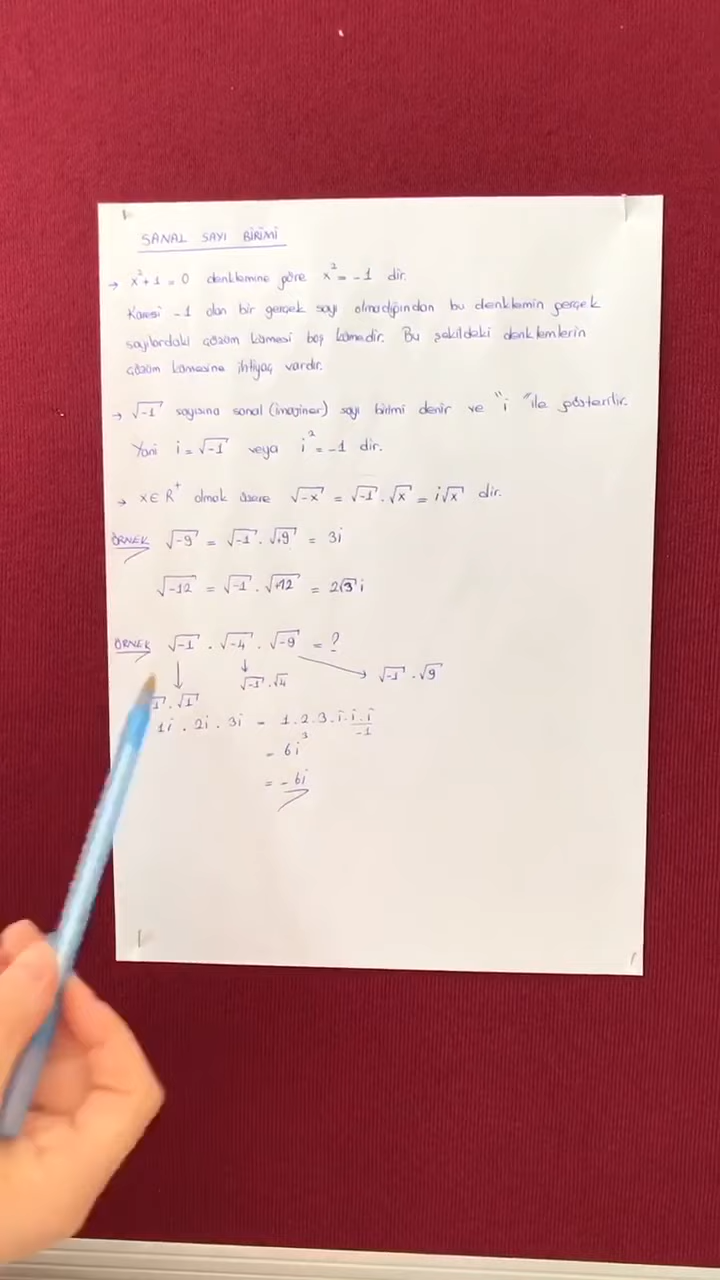 SANAL SAYI BİRİMİ
→ x²+1=0 denklemine göre x²=-1 dir.
Karesi -1 olan bir gerçek sayı olmadığından bu denklemin gerçek
sayılardaki çözüm kümesi boş kümedir. Bu şekildeki denklemlerin
çözüm kümesine ihtiyaç vardır.
→ √-1 sayısına sanal (imajiner) sayı birimi denir ve "i" ile gösterilir.
Yani i=√-1 veya i²=-1 dir.
→ x∈R⁺ olmak üzere √-x = √-1.√x = i√x dir.
ÖRNEK √-9 = √-1.√+9 = 3i
√-12 = √-1.√+12 = 2√3 i
ÖRNEK √-1.√-4.√-9 = ?
√-1.√4 → √-1.√9
.√1
1i.2i.3i = 1.2.3.i.i.i
-1
= 6i³
= -6i